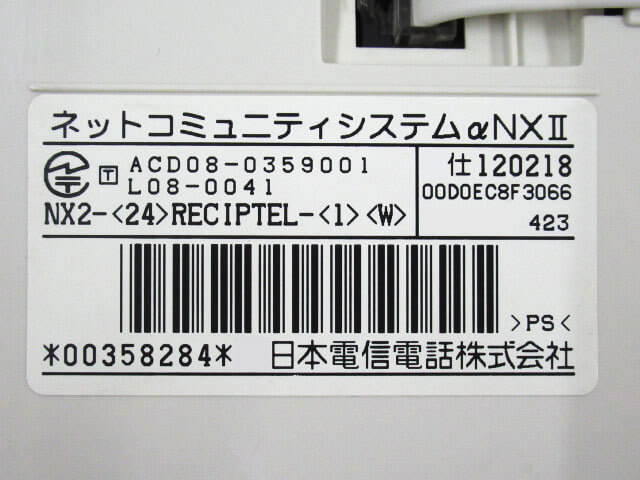 ネットコミュニティシステムαNXⅡ
T ACD08-0359001
L08-0041
NX2-<24>RECIPTEL-<1><W>
仕120218
00D0EC8F3066
423
>PS<
*00358284* 日本電信電話株式会社